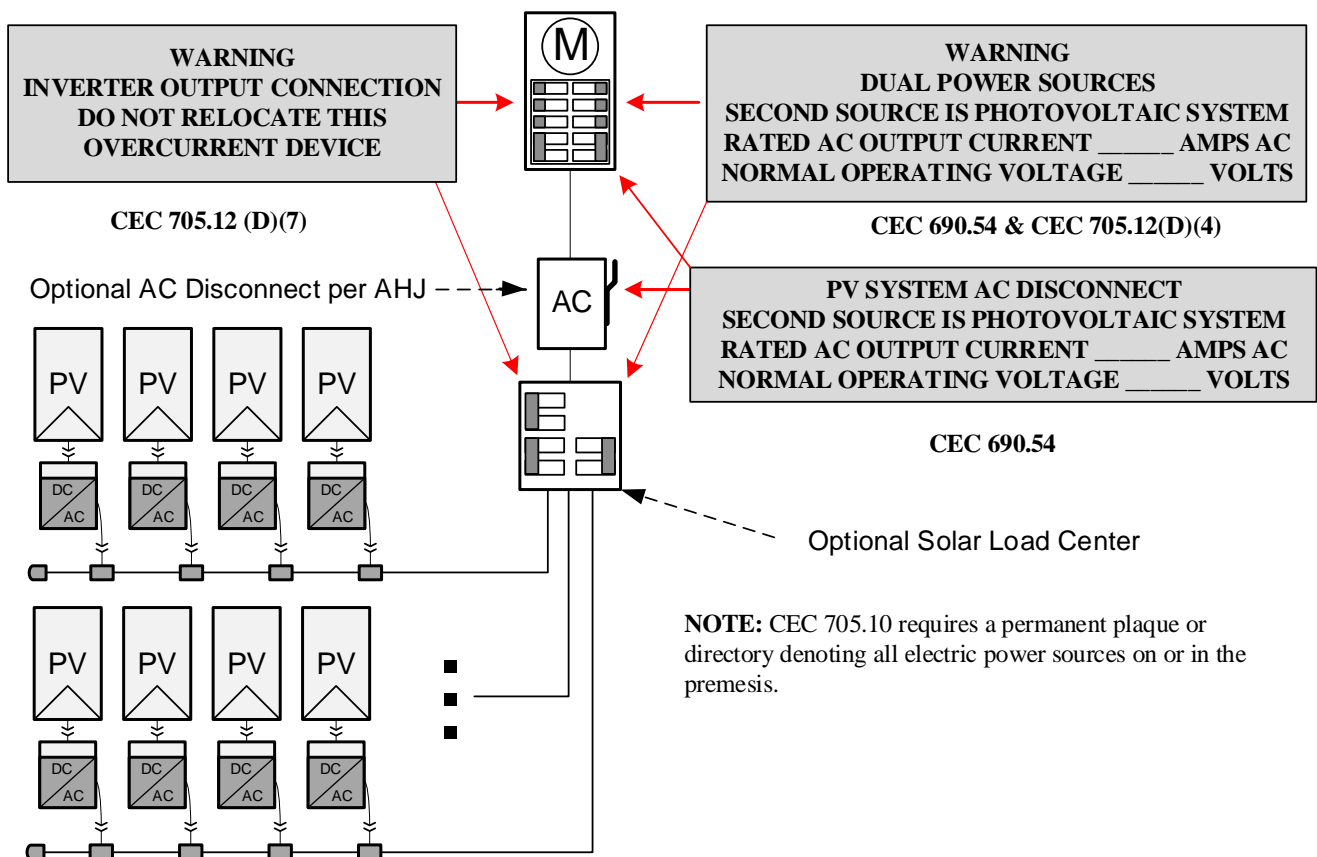 WARNING
INVERTER OUTPUT CONNECTION
DO NOT RELOCATE THIS
OVERCURRENT DEVICE
CEC 705.12 (D)(7)
M
WARNING
DUAL POWER SOURCES
SECOND SOURCE IS PHOTOVOLTAIC SYSTEM
RATED AC OUTPUT CURRENT ______ AMPS AC
NORMAL OPERATING VOLTAGE ______ VOLTS
CEC 690.54 & CEC 705.12(D)(4)
Optional AC Disconnect per AHJ
AC
PV SYSTEM AC DISCONNECT
SECOND SOURCE IS PHOTOVOLTAIC SYSTEM
RATED AC OUTPUT CURRENT ______ AMPS AC
NORMAL OPERATING VOLTAGE ______ VOLTS
CEC 690.54
PV PV PV PV
DC DC DC DC
AC AC AC AC
Optional Solar Load Center
NOTE: CEC 705.10 requires a permanent plaque or
directory denoting all electric power sources on or in the
premesis.
PV PV PV PV
DC DC DC DC
AC AC AC AC